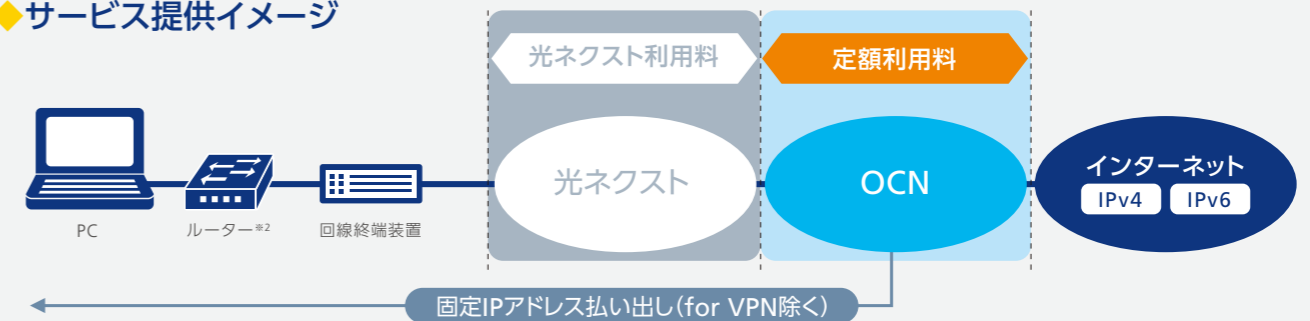 ◆サービス提供イメージ
光ネクスト利用料
定額利用料
光ネクスト
OCN
インターネット
IPv4 IPv6
PC
ルーター※2
回線終端装置
固定IPアドレス払い出し(for VPN除く)